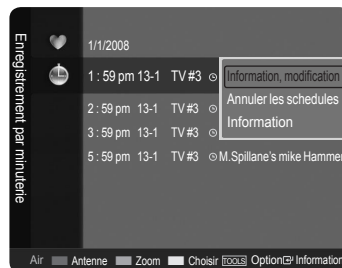 Enregistrement par minuterie
1/1/2008
1 : 59 pm 13-1 TV #3 Information, modification
Annuler les schedules
2 : 59 pm 13-1 TV #3
Information
3 : 59 pm 13-1 TV #3
5 : 59 pm 13-1 TV #3 M.Spillane's mike Hammer
Air Antenne Zoom Choisir TOOLS Option Information